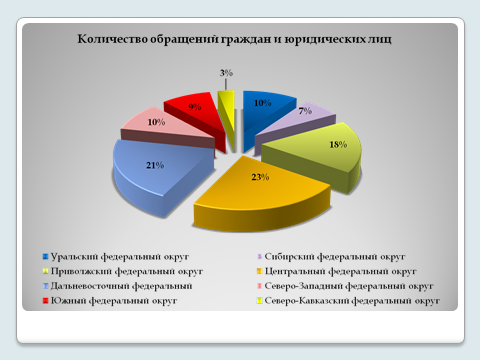 Количество обращений граждан и юридических лиц
3%
10%
7%
18%
23%
21%
10%
9%
Уральский федеральный округ
Сибирский федеральный округ
Приволжский федеральный округ
Центральный федеральный округ
Дальневосточный федеральный
Северо-Западный федеральный округ
Южный федеральный округ
Северо-Кавказский федеральный округ